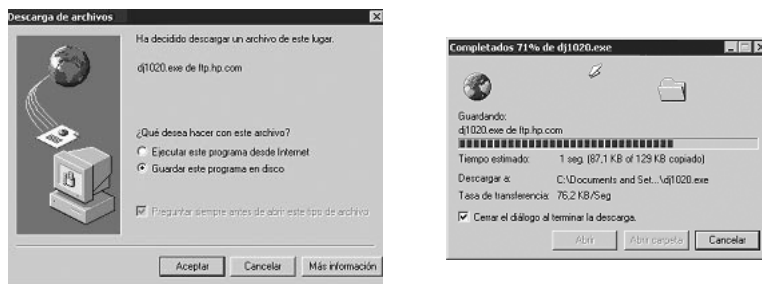 Descarga de archivos
Ha decidido descargar un archivo de este lugar.
dj1020.exe de ftp.hp.com
¿Qué desea hacer con este archivo?
Ejecutar este programa desde Internet
Guardar este programa en disco
Preguntar siempre antes de abrir este tipo de archivo
Aceptar Cancelar Más información
Completados 71% de dj1020.exe
Guardando:
dj1020.exe de ftp.hp.com
Tiempo estimado: 1 seg. (87,1 KB of 129 KB copiado)
Descargar a: C:\Documents and Set...\dj1020.exe
Tasa de transferencia: 76,2 KB/Seg
Cerrar el diálogo al terminar la descarga.
Abrir Abrir carpeta Cancelar